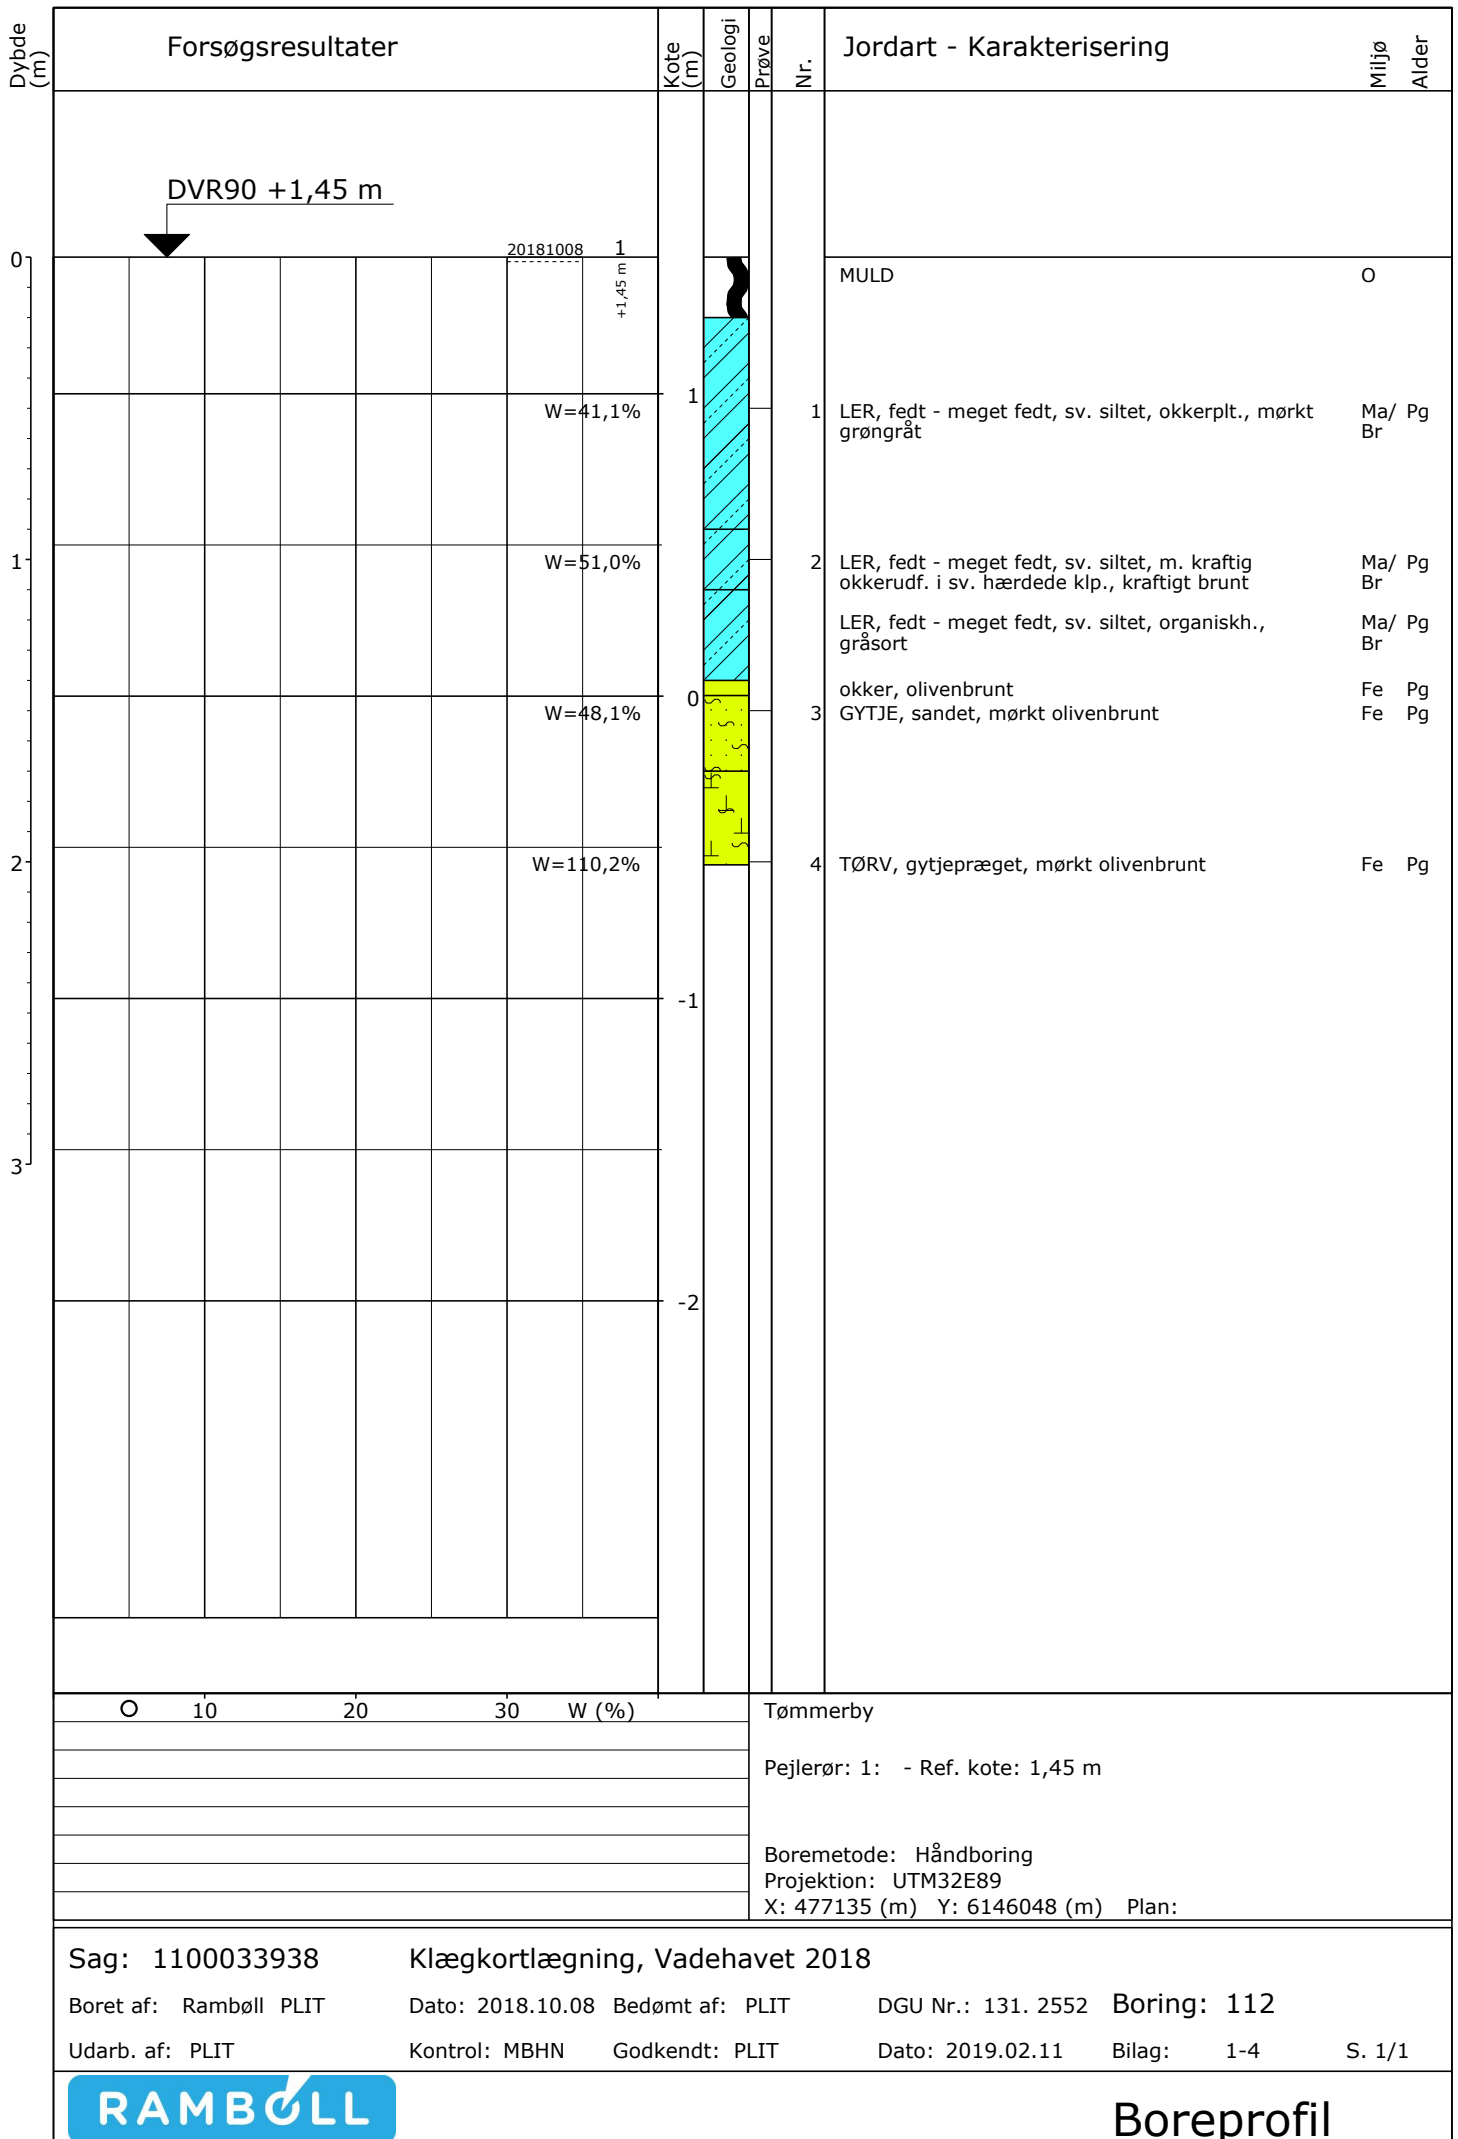 Dybde (m)
Forsøgsresultater
Kote (m)
Geologi
Prøve
Nr.
Jordart - Karakterisering
Miljø
Alder
DVR90 +1,45 m
20181008 1
+1,45 m
0
MULD O
1
W=41,1% 1 LER, fedt - meget fedt, sv. siltet, okkerplt., mørkt Ma/ Pg
grøngråt Br
1 W=51,0% 2 LER, fedt - meget fedt, sv. siltet, m. kraftig Ma/ Pg
okkerudf. i sv. hærdede klp., kraftigt brunt Br
LER, fedt - meget fedt, sv. siltet, organiskh., Ma/ Pg
gråsort Br
0 okker, olivenbrunt Fe Pg
W=48,1% 3 GYTJE, sandet, mørkt olivenbrunt Fe Pg
2 W=110,2% 4 TØRV, gytjepræget, mørkt olivenbrunt Fe Pg
-1
3
-2
10 20 30 W (%)
Tømmerby
Pejlerør: 1: - Ref. kote: 1,45 m
Boremetode: Håndboring
Projektion: UTM32E89
X: 477135 (m) Y: 6146048 (m) Plan:
Sag: 1100033938 Klægkortlægning, Vadehavet 2018
Boret af: Rambøll PLIT Dato: 2018.10.08 Bedømt af: PLIT DGU Nr.: 131. 2552 Boring: 112
Udarb. af: PLIT Kontrol: MBHN Godkendt: PLIT Dato: 2019.02.11 Bilag: 1-4 S. 1/1
RAMBØLL
Boreprofil